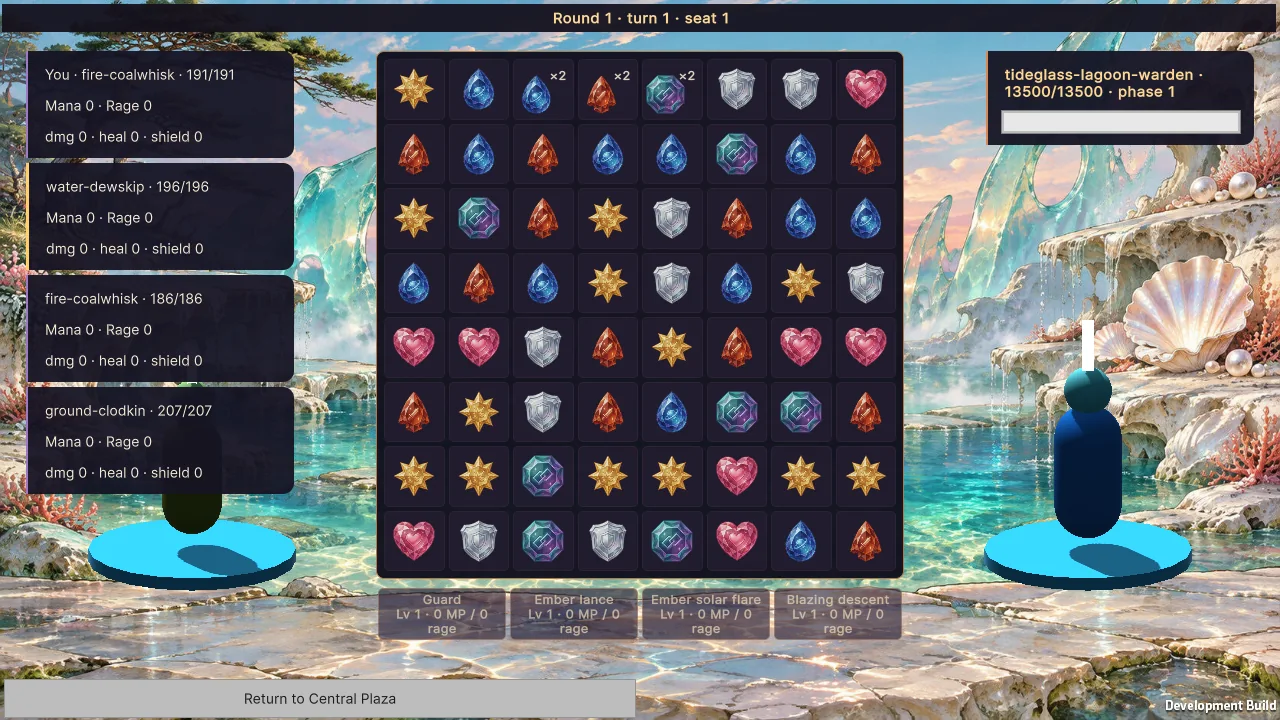 Round 1 · turn 1 · seat 1
You · fire-coalwhisk · 191/191
Mana 0 · Rage 0
dmg 0 · heal 0 · shield 0
water-dewskip · 196/196
Mana 0 · Rage 0
dmg 0 · heal 0 · shield 0
fire-coalwhisk · 186/186
Mana 0 · Rage 0
dmg 0 · heal 0 · shield 0
ground-clodkin · 207/207
Mana 0 · Rage 0
dmg 0 · heal 0 · shield 0
×2
×2
×2
tideglass-lagoon-warden ·
13500/13500 · phase 1
Guard
Lv 1 · 0 MP / 0
rage
Ember lance
Lv 1 · 0 MP / 0
rage
Ember solar flare
Lv 1 · 0 MP / 0
rage
Blazing descent
Lv 1 · 0 MP / 0
rage
Return to Central Plaza
Development Build